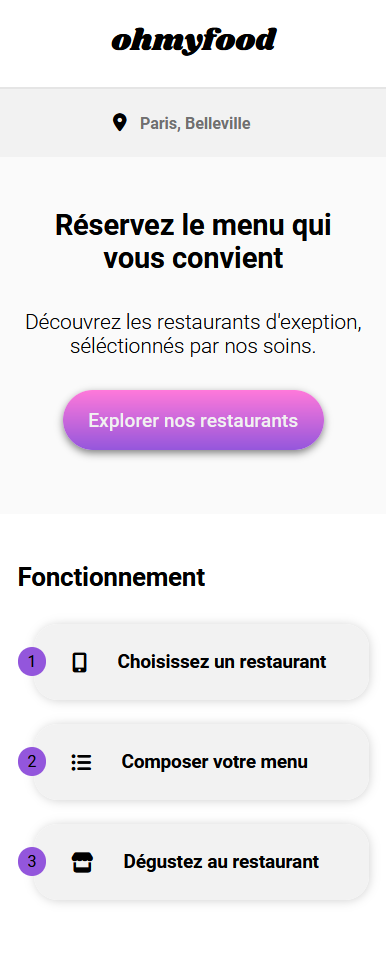 ohmyfood
Paris, Belleville
Réservez le menu qui
vous convient
Découvrez les restaurants d'exeption,
séléctionnés par nos soins.
Explorer nos restaurants
Fonctionnement
1 Choisissez un restaurant
2 Composer votre menu
3 Dégustez au restaurant